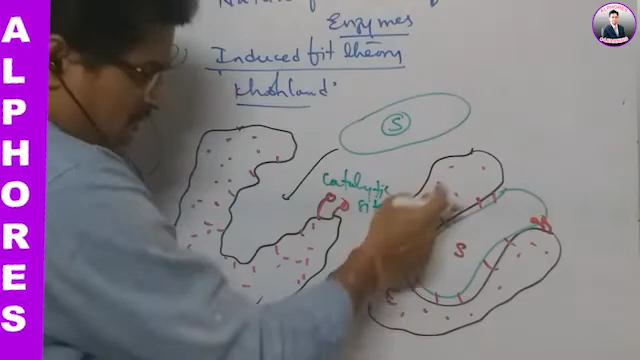 ALPHORES
Enzymes
Induced fit theory
Khohland'
S
Catalytic
S
E